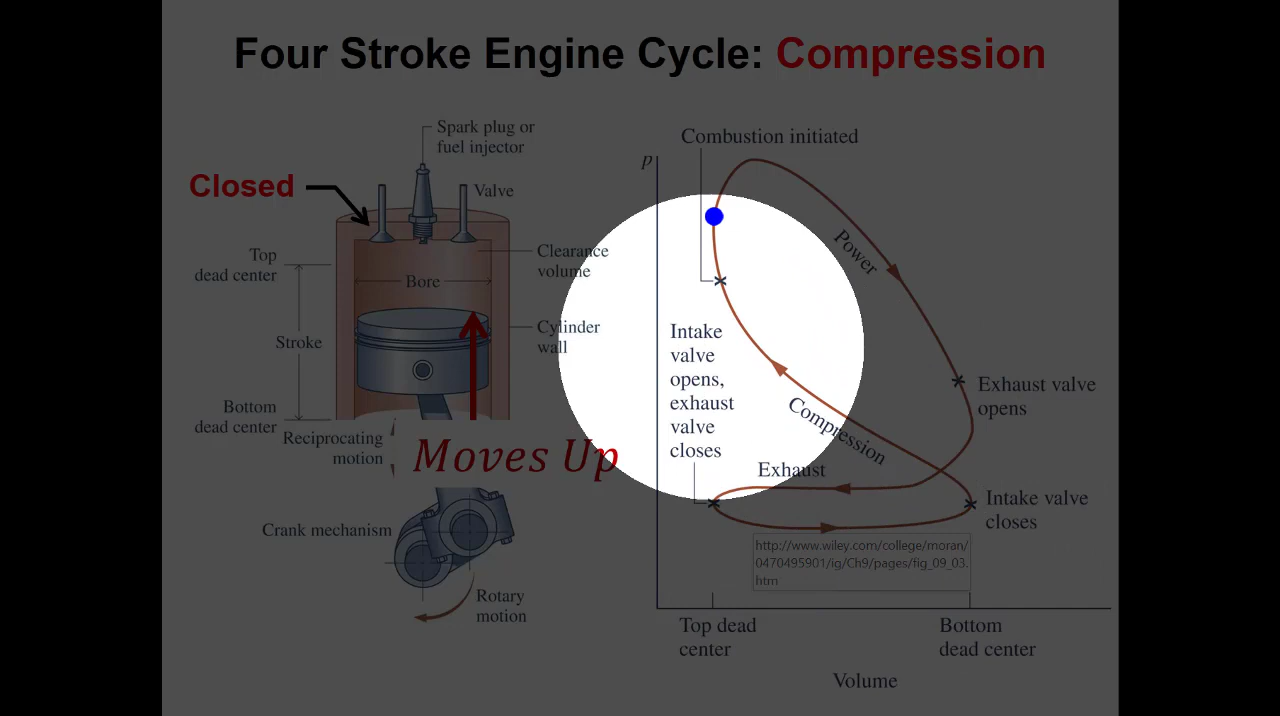 Four Stroke Engine Cycle: Compression
Spark plug or
fuel injector
Closed
Valve
Top
dead center
Clearance
volume
Bore
Stroke
Cylinder
wall
Bottom
dead center
Reciprocating
motion
Moves Up
Crank mechanism
Rotary
motion
p
Combustion initiated
Power
Intake
valve
opens,
exhaust
valve
closes
Compression
Exhaust valve
opens
Exhaust
Intake valve
closes
http://www.wiley.com/college/moran/
0470495901/ig/Ch9/pages/fig_09_03.
htm
Top dead
center
Bottom
dead center
Volume